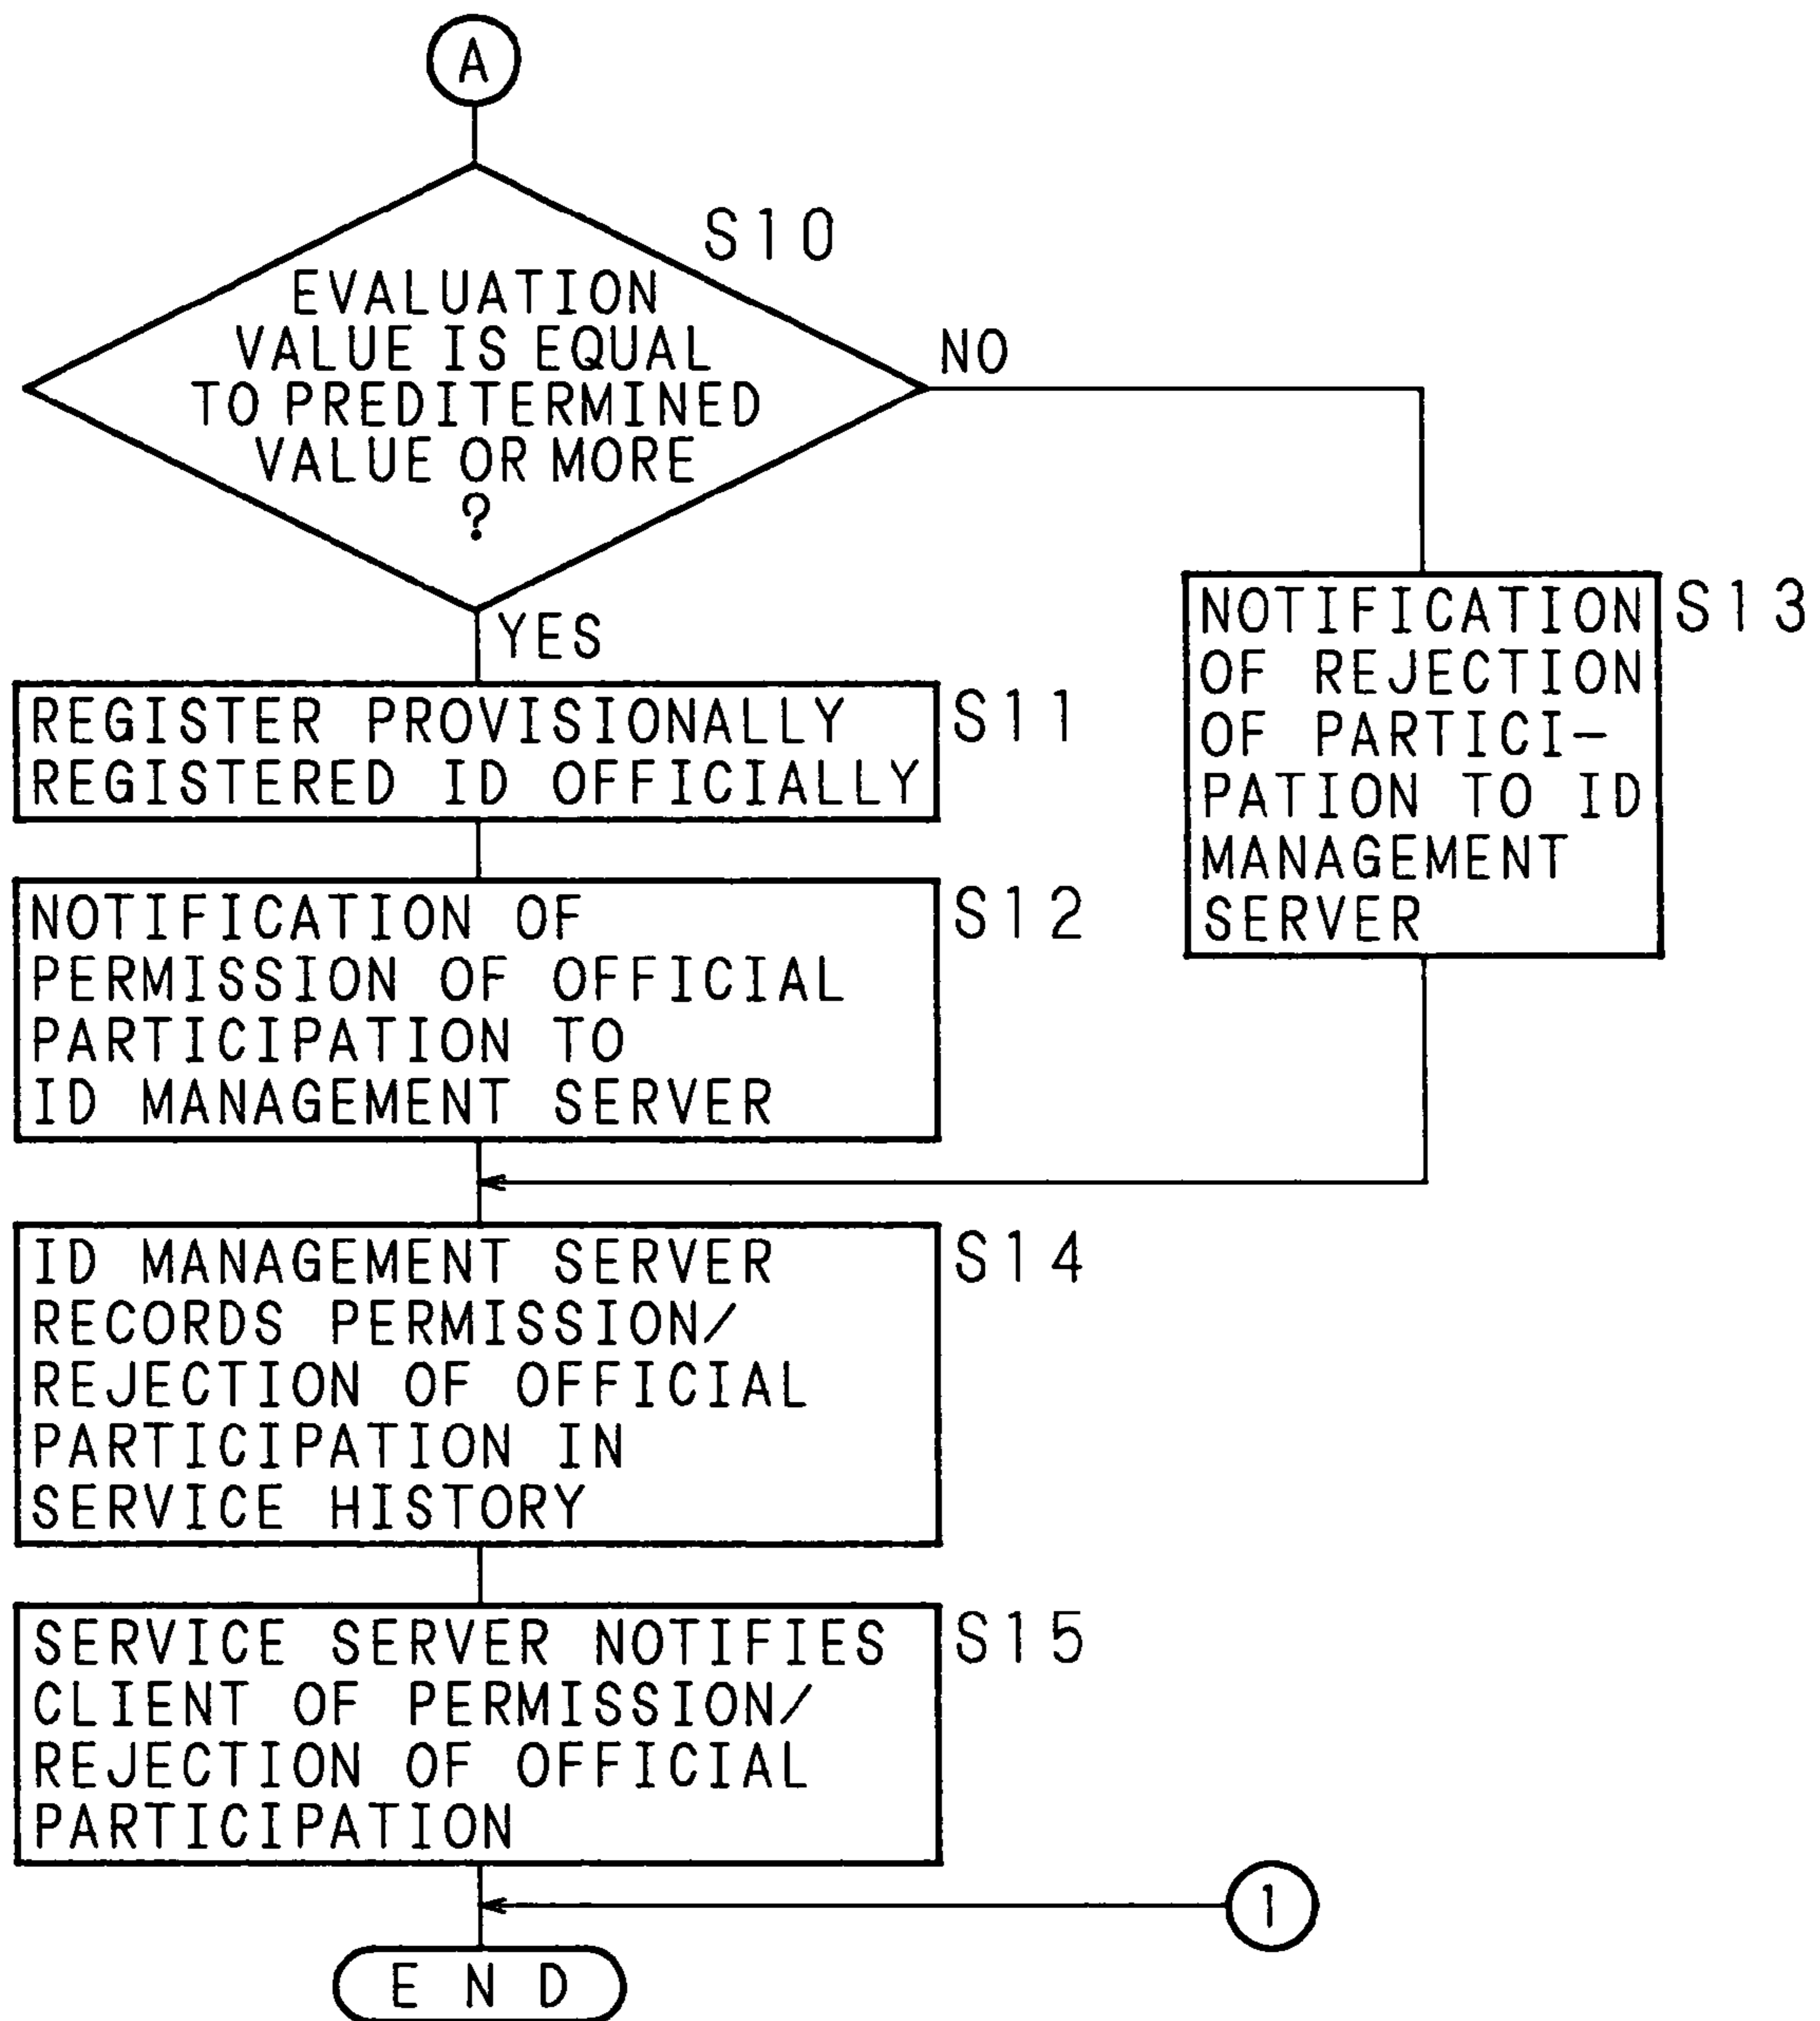 A
S10
EVALUATION
VALUE IS EQUAL
TO PREDITERMINED
VALUE OR MORE
?
NO
YES
NOTIFICATION
OF REJECTION
OF PARTICI-
PATION TO ID
MANAGEMENT
SERVER
S13
REGISTER PROVISIONALLY
REGISTERED ID OFFICIALLY
S11
NOTIFICATION OF
PERMISSION OF OFFICIAL
PARTICIPATION TO
ID MANAGEMENT SERVER
S12
ID MANAGEMENT SERVER
RECORDS PERMISSION/
REJECTION OF OFFICIAL
PARTICIPATION IN
SERVICE HISTORY
S14
SERVICE SERVER NOTIFIES
CLIENT OF PERMISSION/
REJECTION OF OFFICIAL
PARTICIPATION
S15
1
END